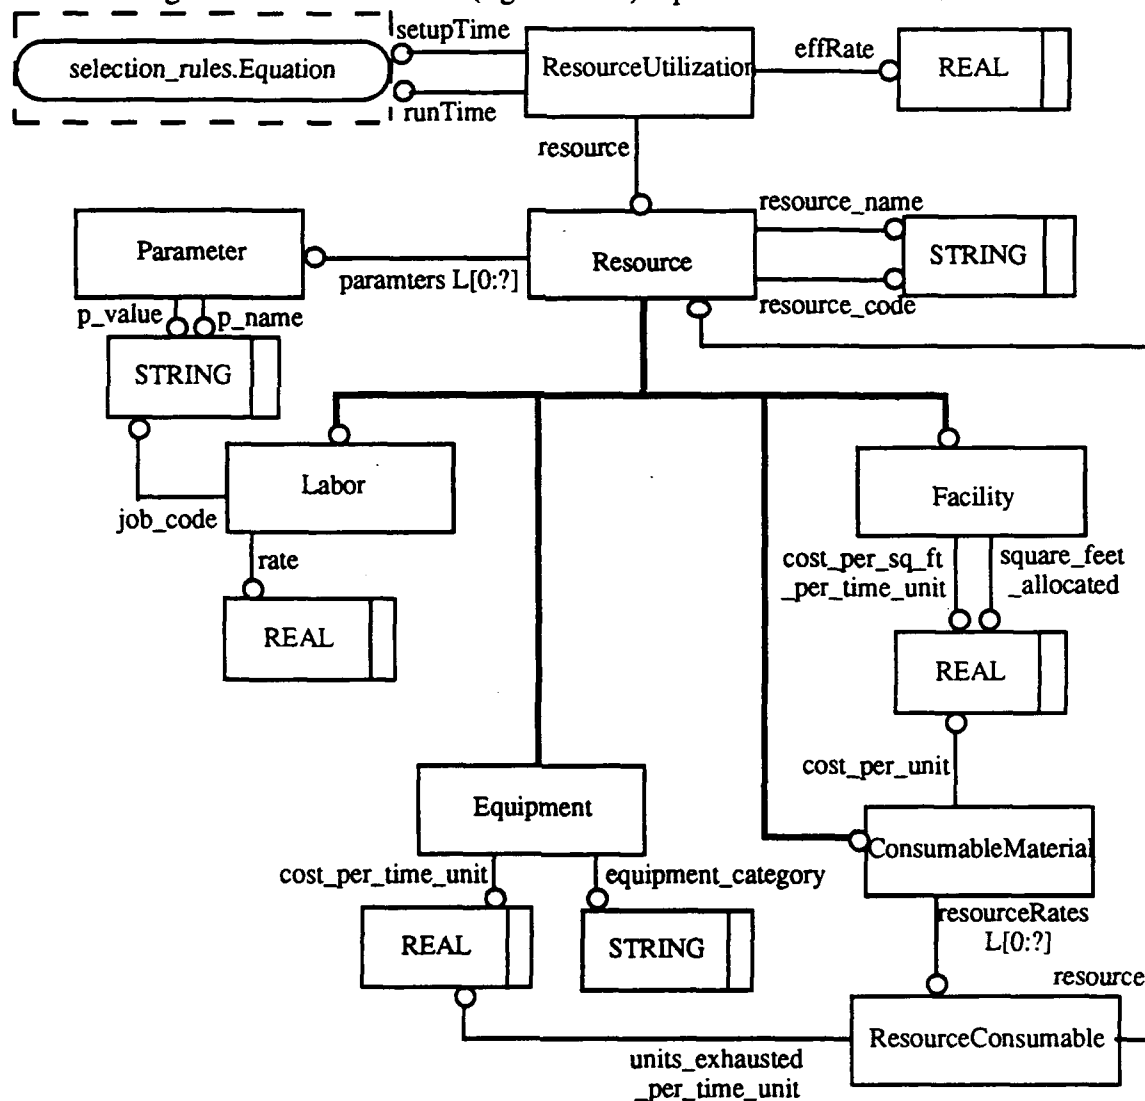 setupTime
selection_rules.Equation
runTime
ResourceUtilization
effRate
REAL
resource
Parameter
paramters L[0:?]
Resource
resource_name
STRING
resource_code
p_value
p_name
STRING
job_code
Labor
rate
REAL
Facility
cost_per_sq_ft
_per_time_unit
square_feet
_allocated
REAL
cost_per_unit
Equipment
ConsumableMaterial
cost_per_time_unit
equipment_category
REAL
STRING
resourceRates
L[0:?]
resource
ResourceConsumable
units_exhausted
_per_time_unit